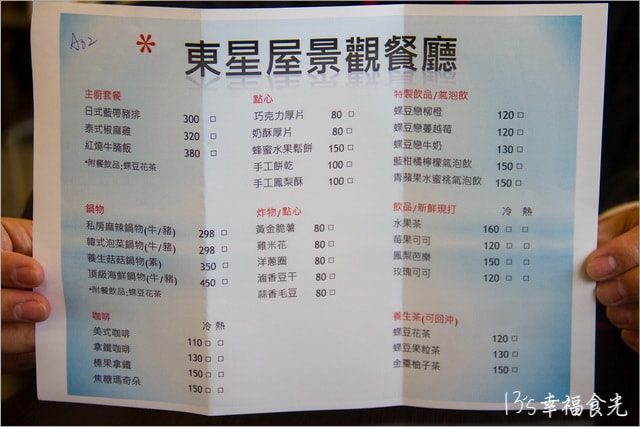 A02
* 東星屋景觀餐廳
主廚套餐
日式藍帶豬排 300 □
泰式椒麻雞 320 □
紅燒牛腩飯 380 □
*附餐飲品:蝶豆花茶
鍋物
私房麻辣鍋物(牛/豬) 298 □
韓式泡菜鍋物(牛/豬) 298 □
養生菇菇鍋物(素) 350 □
頂級海鮮鍋物(牛/豬) 450 □
*附餐飲品:蝶豆花茶
咖啡 冷 熱
美式咖啡 110 □ □
拿鐵咖啡 130 □ □
榛果拿鐵 150 □ □
焦糖瑪奇朵 150 □ □
點心
巧克力厚片 80 □
奶酥厚片 80 □
蜂蜜水果鬆餅 150 □
手工餅乾 100 □
手工鳳梨酥 100 □
炸物/點心
黃金脆薯 80 □
雞米花 80 □
洋蔥圈 80 □
滷香豆干 80 □
蒜香毛豆 80 □
特製飲品/氣泡飲
蝶豆戀柳橙 120 □
蝶豆戀蔓越莓 120 □
蝶豆戀牛奶 130 □
藍柑橘檸檬氣泡飲 150 □
青蘋果水蜜桃氣泡飲 150 □
飲品/新鮮現打 冷 熱
水果茶 160 □ □
莓果可可 120 □ □
鳳梨芭樂 150 □ □
玫瑰可可 120 □ □
養生茶(可回沖)
蝶豆花茶 120 □
蝶豆果粒茶 130 □
金棗柚子茶 150 □
13's幸福食光